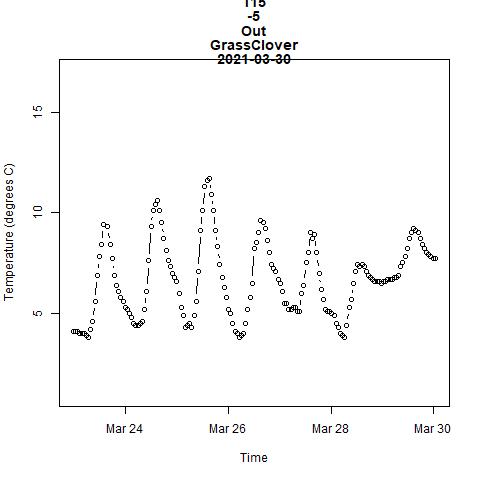 T15
-5
Out
GrassClover
2021-03-30
15
10
5
Temperature (degrees C)
Mar 24
Mar 26
Mar 28
Mar 30
Time